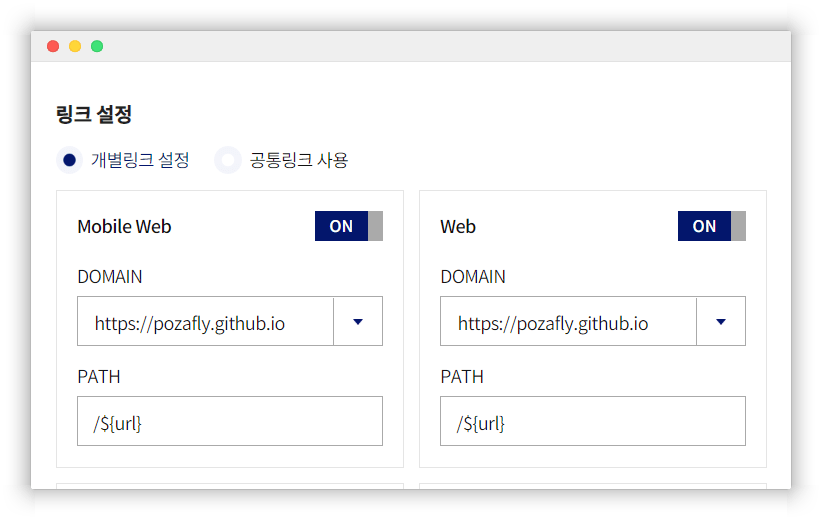 링크 설정
개별링크 설정 공통링크 사용
Mobile Web ON
DOMAIN
https://pozafly.github.io
PATH
/${url}
Web ON
DOMAIN
https://pozafly.github.io
PATH
/${url}